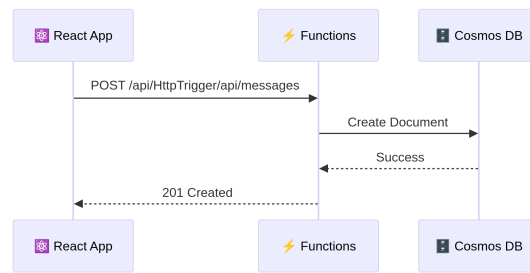 ⚛️ React App
⚡ Functions
🗄️ Cosmos DB
POST /api/HttpTrigger/api/messages
Create Document
Success
201 Created
⚛️ React App
⚡ Functions
🗄️ Cosmos DB